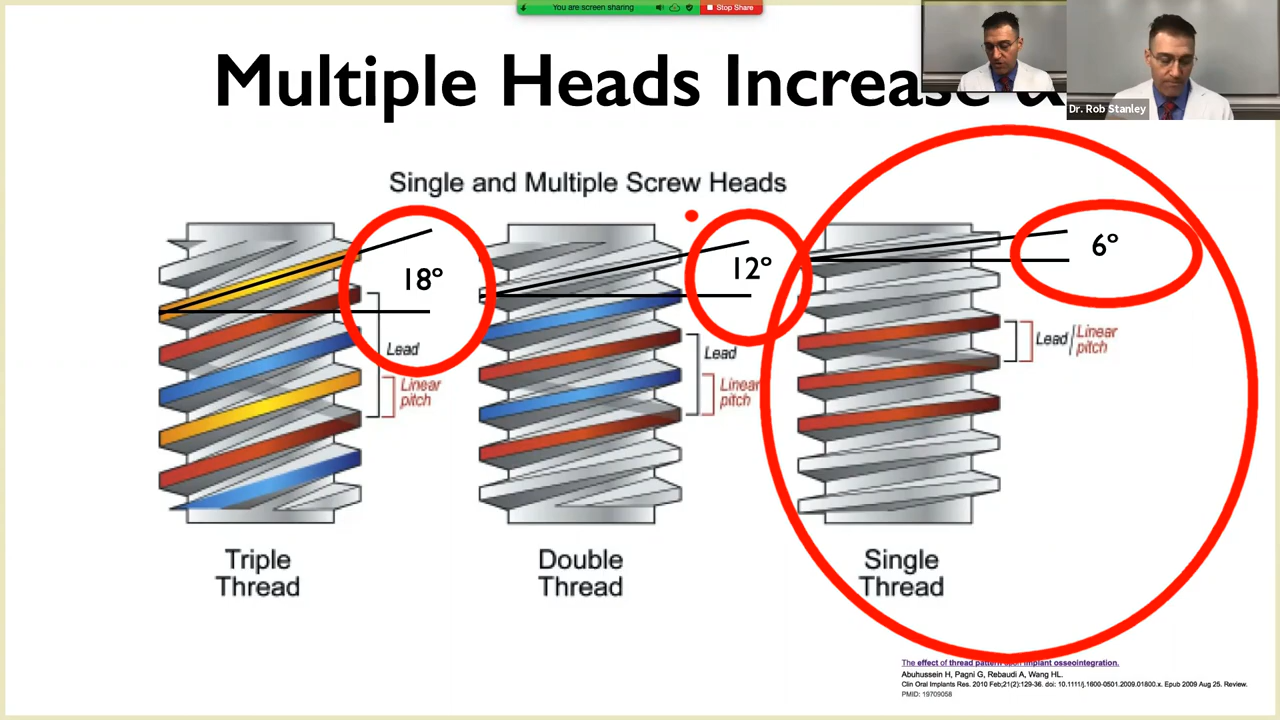 You are screen sharing
Stop Share
Multiple Heads Increase
Dr. Rob Stanley
Single and Multiple Screw Heads
18º
12º
6º
Lead
Linear
pitch
Lead
Linear
pitch
Lead/Linear
pitch
Triple
Thread
Double
Thread
Single
Thread
The effect of thread pattern upon implant osseointegration.
Abuhussein H, Pagni G, Rebaudi A, Wang HL.
Clin Oral Implants Res. 2010 Feb;21(2):129-36. doi: 10.1111/j.1600-0501.2009.01800.x. Epub 2009 Aug 25. Review.
PMID: 19709058